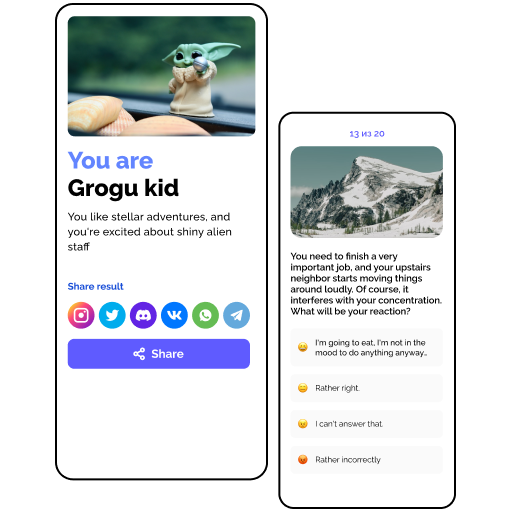 You are
Grogu kid
You like stellar adventures, and
you're excited about shiny alien
staff
Share result
Share
13 из 20
You need to finish a very
important job, and your upstairs
neighbor starts moving things
around loudly. Of course, it
interferes with your concentration.
What will be your reaction?
I'm going to eat, I'm not in the
mood to do anything anyway...
Rather right.
I can't answer that.
Rather incorrectly